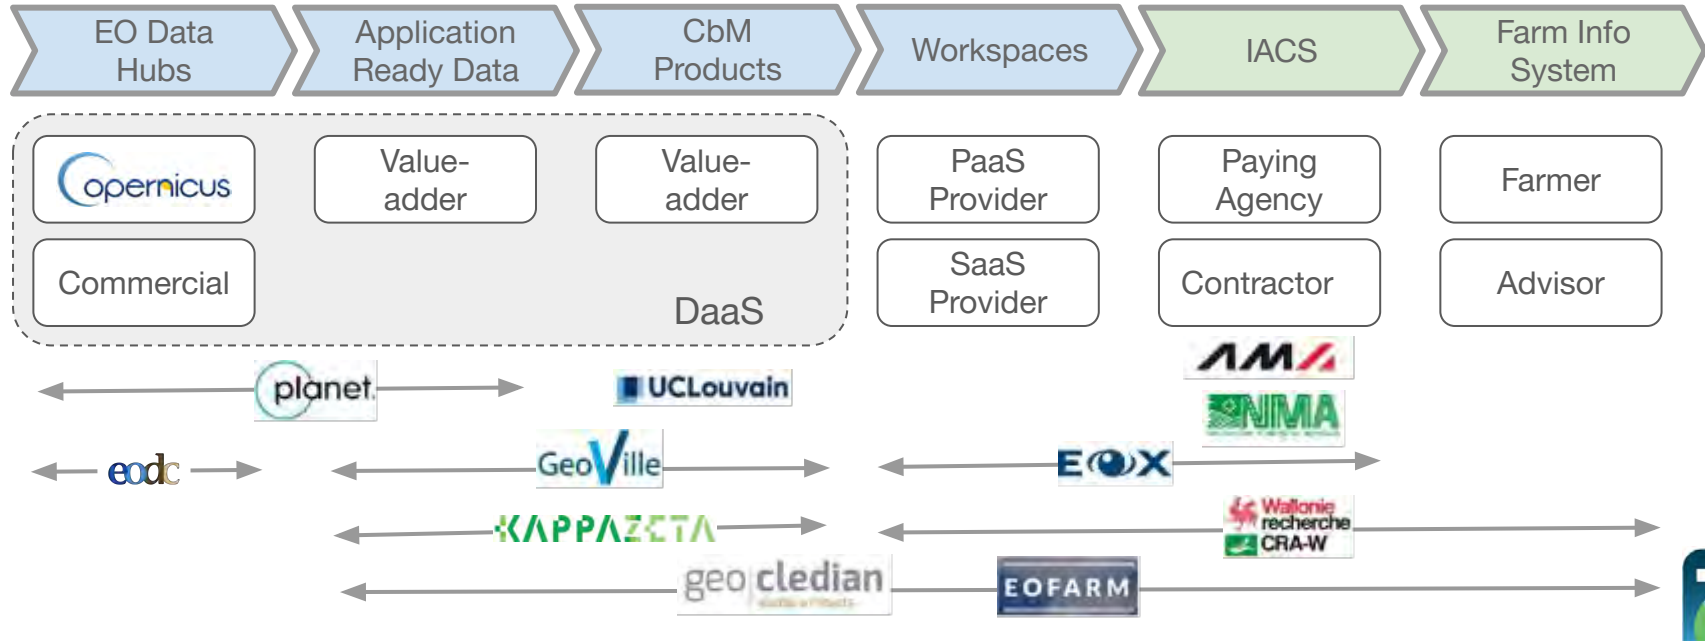 EO Data
Hubs
Application
Ready Data
CbM
Products
Workspaces
IACS
Farm Info
System
Copernicus
Value-
adder
Value-
adder
PaaS
Provider
Paying
Agency
Farmer
Commercial
DaaS
SaaS
Provider
Contractor
Advisor
AMA
planet.
UCLouvain
NIMA
eodc
GeoVille
EOX
KAPPAZETA
Wallonie
recherche
CRA-W
geo cledian
EOFARM